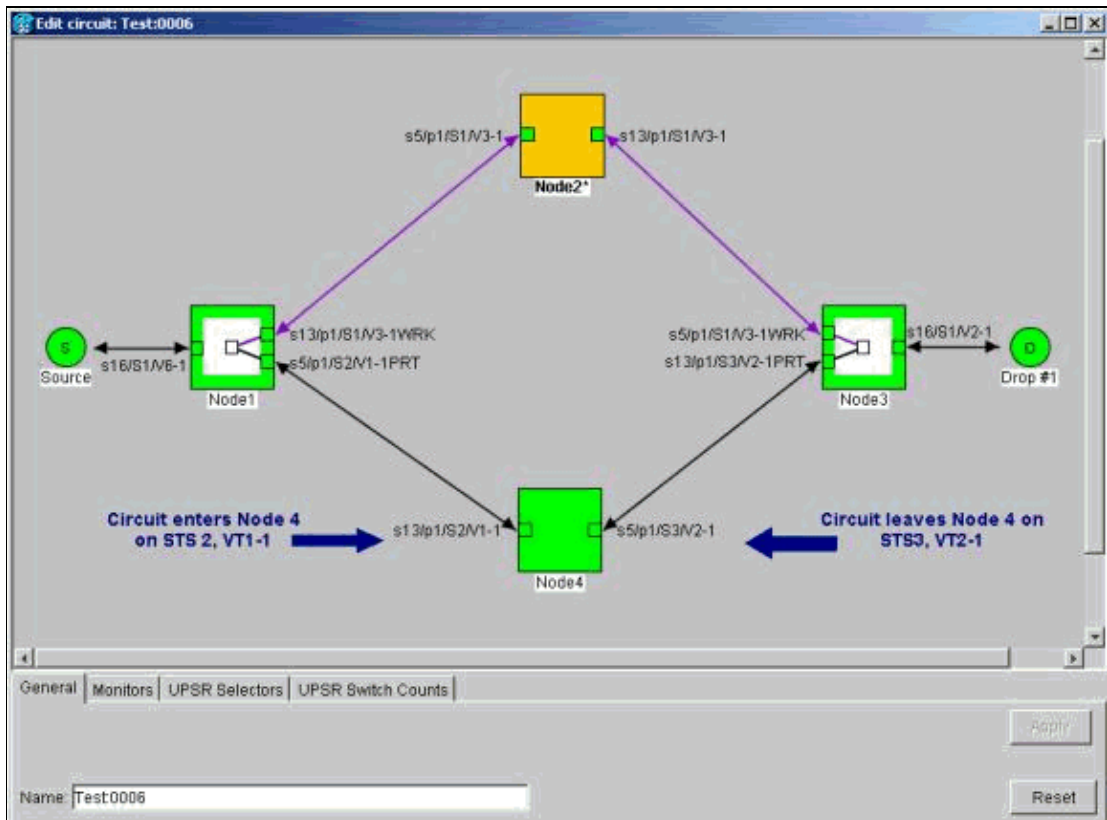 Edit circuit: Test:0006
s5/p1/S1/V3-1
s13/p1/S1/V3-1
Node2*
s13/p1/S1/V3-1WRK
s5/p1/S2/V1-1PRT
s5/p1/S1/V3-1WRK
s13/p1/S3/V2-1PRT
S
s16/S1/V6-1
Source
Node1
s16/S1/V2-1
D
Drop #1
Node3
Circuit enters Node 4
on STS 2, VT1-1
s13/p1/S2/V1-1
s5/p1/S3/V2-1
Circuit leaves Node 4 on
STS3, VT2-1
Node4
General
Monitors
UPSR Selectors
UPSR Switch Counts
Apply
Name: Test:0006
Reset